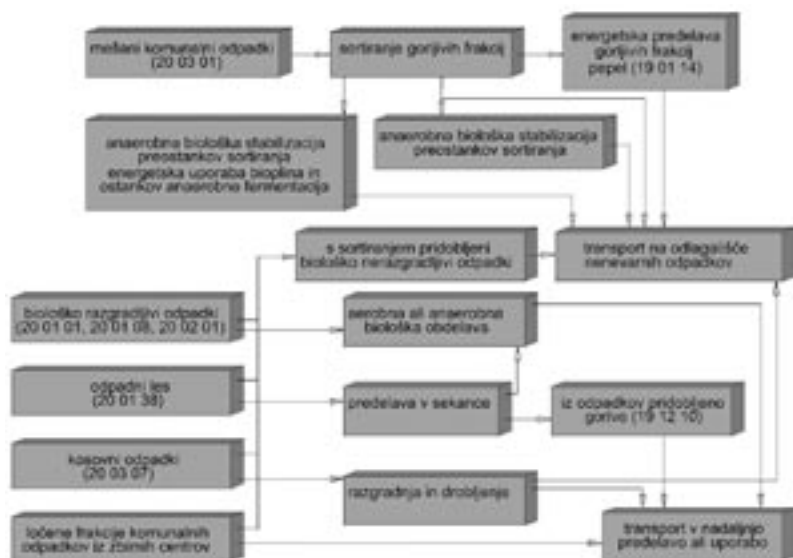 mešani komunalni odpadki
(20 03 01)
sortiranje gorljivih frakcij
energetska predelava
gorljivih frakcij
pepel (19 01 14)
anaerobna biološka stabilizacija
preostankov sortiranja
energetska uporaba bioplina in
ostankov anaerobne fermentacija
anaerobna biološka stabilizacija
preostankov sortiranja
s sortiranjem pridobljeni
biološko nerazgradljivi odpadki
transport na odlagališče
nenevarnih odpadkov
biološko razgradljivi odpadki
(20 01 01, 20 01 08, 20 02 01)
aerobna ali anaerobna
biološka obdelava
odpadni les
(20 01 38)
predelava v sekance
iz odpadkov pridobljeno
gorivo (19 12 10)
kosovni odpadki
(20 03 07)
razgradnja in drobljenje
ločene frakcije komunalnih
odpadkov iz zbirnih centrov
transport v nadaljnjo
predelavo ali uporabo